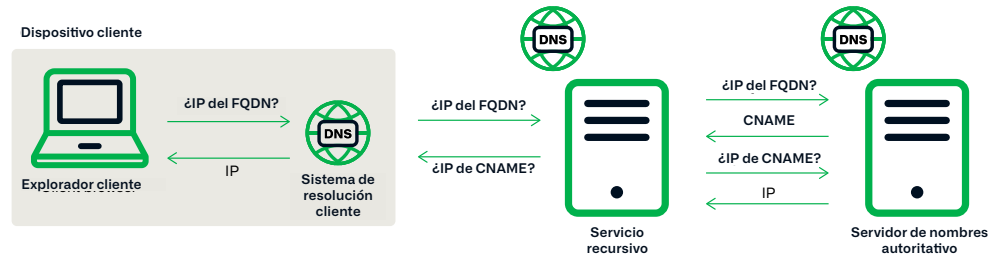 Dispositivo cliente
¿IP del FQDN?
IP
DNS
Explorador cliente
Sistema de
resolución
cliente
¿IP del FQDN?
¿IP de CNAME?
DNS
Servicio
recursivo
¿IP del FQDN?
CNAME
¿IP de CNAME?
IP
DNS
Servidor de nombres
autoritativo